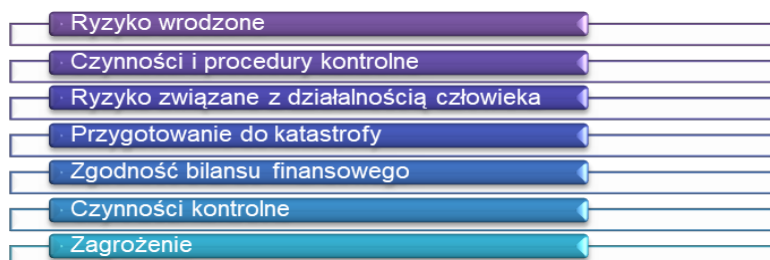 Ryzyko wrodzone
Czynności i procedury kontrolne
Ryzyko związane z działalnością człowieka
Przygotowanie do katastrofy
Zgodność bilansu finansowego
Czynności kontrolne
Zagrożenie